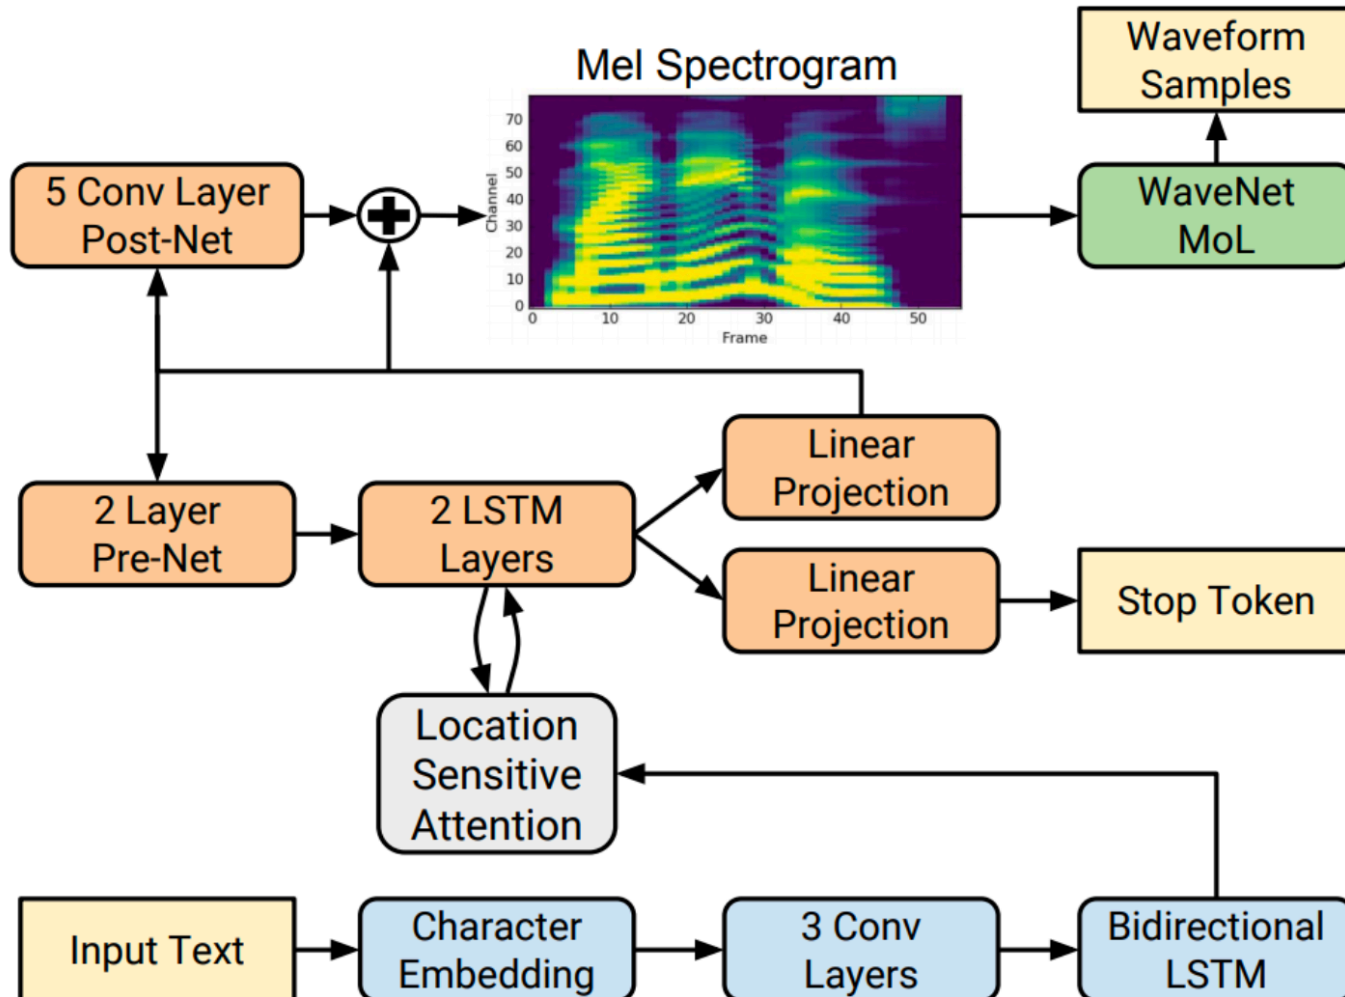 Waveform
Samples
Mel Spectrogram
5 Conv Layer
Post-Net
Channel
70
60
50
40
30
20
10
0
0 10 20 30 40 50
Frame
WaveNet
MoL
2 Layer
Pre-Net
2 LSTM
Layers
Linear
Projection
Linear
Projection
Stop Token
Location
Sensitive
Attention
Input Text
Character
Embedding
3 Conv
Layers
Bidirectional
LSTM